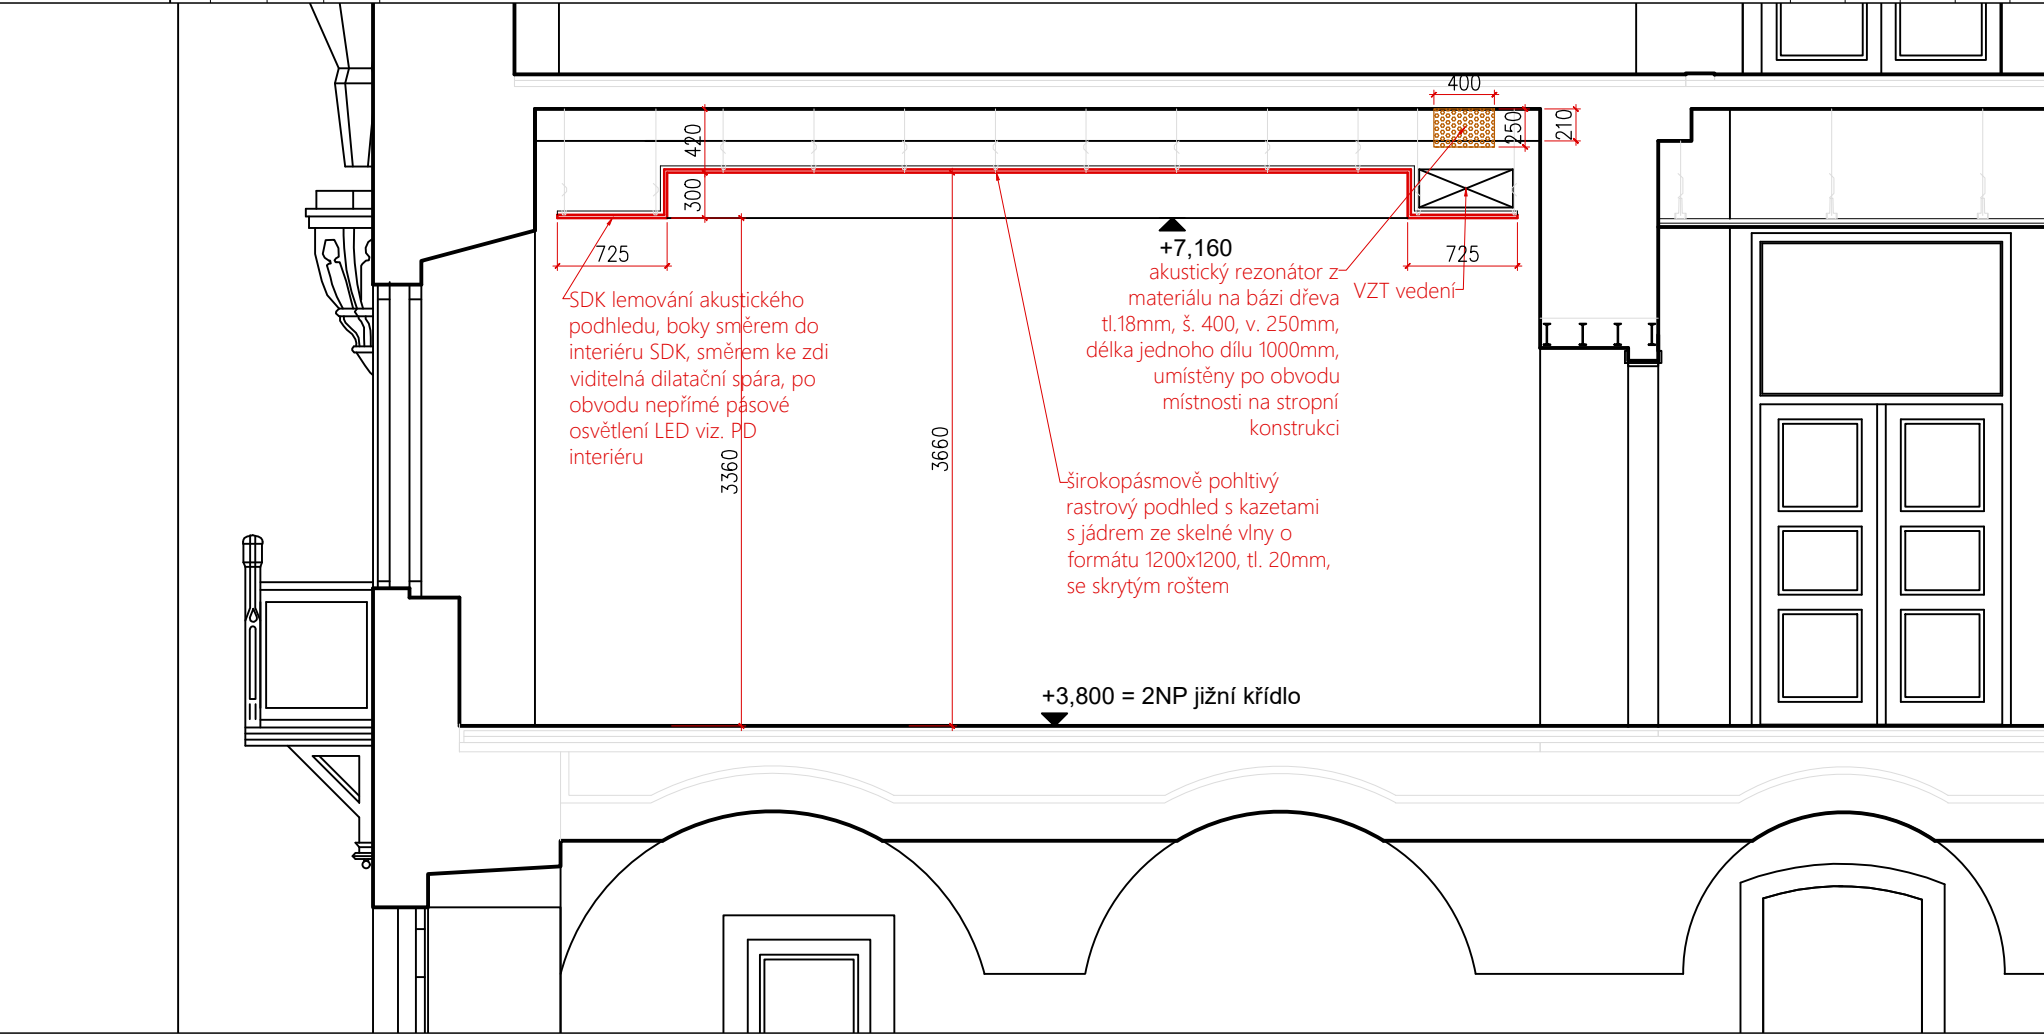 400
420
250
210
300
+7,160
725
725
SDK lemování akustického
podhledu, boky směrem do
interiéru SDK, směrem ke zdi
viditelná dilatační spára, po
obvodu nepřímé pásové
osvětlení LED viz. PD
interiéru
akustický rezonátor z
materiálu na bázi dřeva
tl.18mm, š. 400, v. 250mm,
délka jednoho dílu 1000mm,
umístěny po obvodu
místnosti na stropní
konstrukci
VZT vedení
3360
3660
širokopásmově pohltivý
rastrový podhled s kazetami
s jádrem ze skelné vlny o
formátu 1200x1200, tl. 20mm,
se skrytým roštem
+3,800 = 2NP jižní křídlo